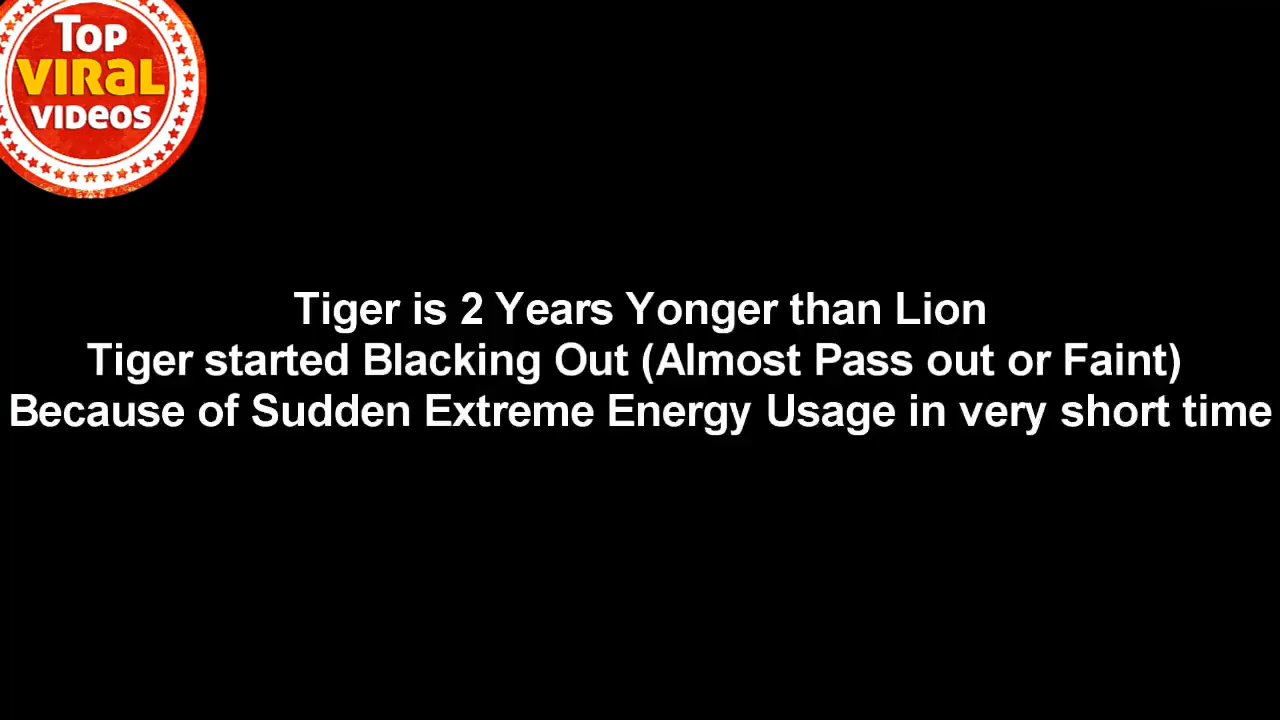 Top
VIRaL
VIDeOS
Tiger is 2 Years Yonger than Lion
Tiger started Blacking Out (Almost Pass out or Faint)
Because of Sudden Extreme Energy Usage in very short time